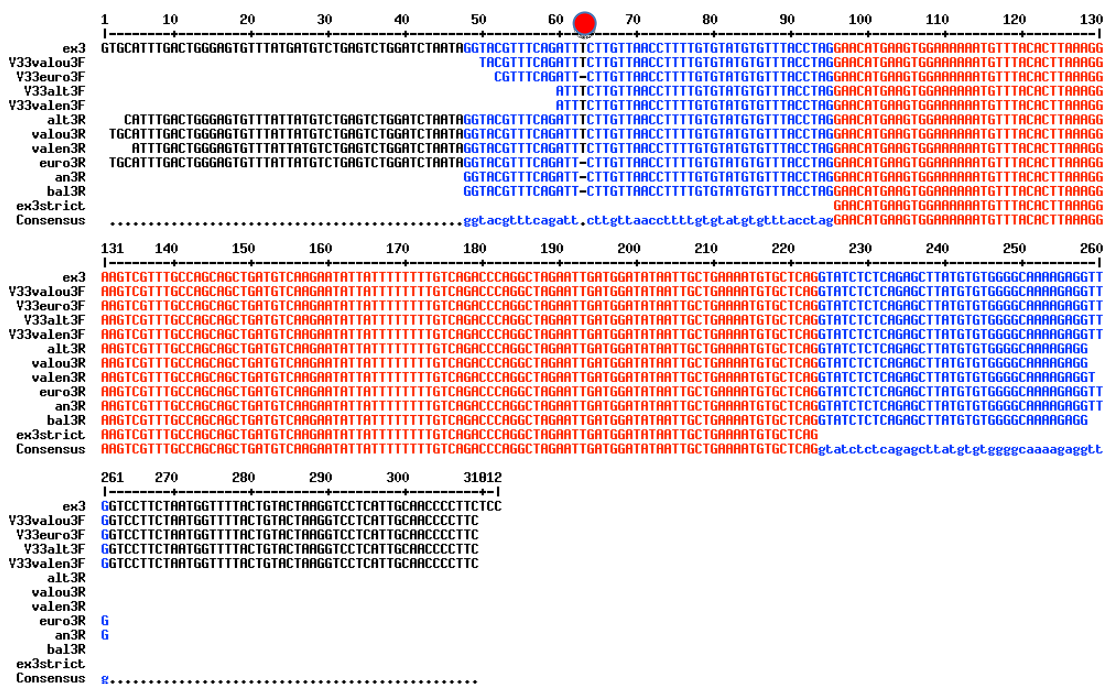 1 10 20 30 40 50 60 70 80 90 100 110 120 130
|--------+---------+---------+---------+---------+---------+---------+---------+---------+---------+---------+---------+---------|
ex3 GTGCATTTGACTGGGAGTGTTTATGATGTCTGAGTCTGGATCTAATAGGTACGTTTCAGATTTCTTGTTAACCTTTTGTGTATGTGTTTACCTAGGAACATGAAGTGGAAAAAATGTTTACACTTAAAGG
V33valou3F TACGTTTCAGATTTCTTGTTAACCTTTTGTGTATGTGTTTACCTAGGAACATGAAGTGGAAAAAATGTTTACACTTAAAGG
V33euro3F CGTTTCAGATT-CTTGTTAACCTTTTGTGTATGTGTTTACCTAGGAACATGAAGTGGAAAAAATGTTTACACTTAAAGG
V33alt3F ATTTCTTGTTAACCTTTTGTGTATGTGTTTACCTAGGAACATGAAGTGGAAAAAATGTTTACACTTAAAGG
V33valen3F ATTTCTTGTTAACCTTTTGTGTATGTGTTTACCTAGGAACATGAAGTGGAAAAAATGTTTACACTTAAAGG
alt3R CATTTGACTGGGAGTGTTTATTATGTCTGAGTCTGGATCTAATAGGTACGTTTCAGATTTCTTGTTAACCTTTTGTGTATGTGTTTACCTAGGAACATGAAGTGGAAAAAATGTTTACACTTAAAGG
valou3R TGCATTTGACTGGGAGTGTTTATTATGTCTGAGTCTGGATCTAATAGGTACGTTTCAGATTTCTTGTTAACCTTTTGTGTATGTGTTTACCTAGGAACATGAAGTGGAAAAAATGTTTACACTTAAAGG
valen3R ATTTGACTGGGAGTGTTTATTATGTCTGAGTCTGGATCTAATAGGTACGTTTCAGATTTCTTGTTAACCTTTTGTGTATGTGTTTACCTAGGAACATGAAGTGGAAAAAATGTTTACACTTAAAGG
euro3R TGCATTTGACTGGGAGTGTTTATTATGTCTGAGTCTGGATCTAATAGGTACGTTTCAGATT-CTTGTTAACCTTTTGTGTATGTGTTTACCTAGGAACATGAAGTGGAAAAAATGTTTACACTTAAAGG
an3R GGTACGTTTCAGATT-CTTGTTAACCTTTTGTGTATGTGTTTACCTAGGAACATGAAGTGGAAAAAATGTTTACACTTAAAGG
bal3R GGTACGTTTCAGATT-CTTGTTAACCTTTTGTGTATGTGTTTACCTAGGAACATGAAGTGGAAAAAATGTTTACACTTAAAGG
ex3strict GAACATGAAGTGGAAAAAATGTTTACACTTAAAGG
Consensus ...............................................ggtacgtttcagatt.cttgttaaccttttgtgtatgtgtttacctagGAACATGAAGTGGAAAAAATGTTTACACTTAAAGG
131 140 150 160 170 180 190 200 210 220 230 240 250 260
|--------+---------+---------+---------+---------+---------+---------+---------+---------+---------+---------+---------+---------|
ex3 AAGTCGTTTGCCAGCAGCTGATGTCAAGAATATTATTTTTTTTGTCAGACCCAGGCTAGAATTGATGGATATAATTGCTGAAAATGTGCTCAGGTATCTCTCAGAGCTTATGTGTGGGGCAAAAGAGGTT
V33valou3F AAGTCGTTTGCCAGCAGCTGATGTCAAGAATATTATTTTTTTTGTCAGACCCAGGCTAGAATTGATGGATATAATTGCTGAAAATGTGCTCAGGTATCTCTCAGAGCTTATGTGTGGGGCAAAAGAGGTT
V33euro3F AAGTCGTTTGCCAGCAGCTGATGTCAAGAATATTATTTTTTTTGTCAGACCCAGGCTAGAATTGATGGATATAATTGCTGAAAATGTGCTCAGGTATCTCTCAGAGCTTATGTGTGGGGCAAAAGAGGTT
V33alt3F AAGTCGTTTGCCAGCAGCTGATGTCAAGAATATTATTTTTTTTGTCAGACCCAGGCTAGAATTGATGGATATAATTGCTGAAAATGTGCTCAGGTATCTCTCAGAGCTTATGTGTGGGGCAAAAGAGGTT
V33valen3F AAGTCGTTTGCCAGCAGCTGATGTCAAGAATATTATTTTTTTTGTCAGACCCAGGCTAGAATTGATGGATATAATTGCTGAAAATGTGCTCAGGTATCTCTCAGAGCTTATGTGTGGGGCAAAAGAGGTT
alt3R AAGTCGTTTGCCAGCAGCTGATGTCAAGAATATTATTTTTTTTGTCAGACCCAGGCTAGAATTGATGGATATAATTGCTGAAAATGTGCTCAGGTATCTCTCAGAGCTTATGTGTGGGGCAAAAGAGG
valou3R AAGTCGTTTGCCAGCAGCTGATGTCAAGAATATTATTTTTTTTGTCAGACCCAGGCTAGAATTGATGGATATAATTGCTGAAAATGTGCTCAGGTATCTCTCAGAGCTTATGTGTGGGGCAAAAGAGG
valen3R AAGTCGTTTGCCAGCAGCTGATGTCAAGAATATTATTTTTTTTGTCAGACCCAGGCTAGAATTGATGGATATAATTGCTGAAAATGTGCTCAGGTATCTCTCAGAGCTTATGTGTGGGGCAAAAGAGGT
euro3R AAGTCGTTTGCCAGCAGCTGATGTCAAGAATATTATTTTTTTTGTCAGACCCAGGCTAGAATTGATGGATATAATTGCTGAAAATGTGCTCAGGTATCTCTCAGAGCTTATGTGTGGGGCAAAAGAGGTT
an3R AAGTCGTTTGCCAGCAGCTGATGTCAAGAATATTATTTTTTTTGTCAGACCCAGGCTAGAATTGATGGATATAATTGCTGAAAATGTGCTCAGGTATCTCTCAGAGCTTATGTGTGGGGCAAAAGAGGTT
bal3R AAGTCGTTTGCCAGCAGCTGATGTCAAGAATATTATTTTTTTTGTCAGACCCAGGCTAGAATTGATGGATATAATTGCTGAAAATGTGCTCAGGTATCTCTCAGAGCTTATGTGTGGGGCAAAAGAGG
ex3strict AAGTCGTTTGCCAGCAGCTGATGTCAAGAATATTATTTTTTTTGTCAGACCCAGGCTAGAATTGATGGATATAATTGCTGAAAATGTGCTCAG
Consensus AAGTCGTTTGCCAGCAGCTGATGTCAAGAATATTATTTTTTTTGTCAGACCCAGGCTAGAATTGATGGATATAATTGCTGAAAATGTGCTCAGgtatctctcagagcttatgtgtggggcaaaagaggtt
261 270 280 290 300 310312
|--------+---------+---------+---------+---------+-|
ex3 GGTCCTTCTAATGGTTTTACTGTACTAAGGTCCTCATTGCAACCCCTTCTCC
V33valou3F GGTCCTTCTAATGGTTTTACTGTACTAAGGTCCTCATTGCAACCCCTTC
V33euro3F GGTCCTTCTAATGGTTTTACTGTACTAAGGTCCTCATTGCAACCCCTTC
V33alt3F GGTCCTTCTAATGGTTTTACTGTACTAAGGTCCTCATTGCAACCCCTTC
V33valen3F GGTCCTTCTAATGGTTTTACTGTACTAAGGTCCTCATTGCAACCCCTTC
alt3R
valou3R
valen3R
euro3R G
an3R G
bal3R
ex3strict
Consensus g................................................